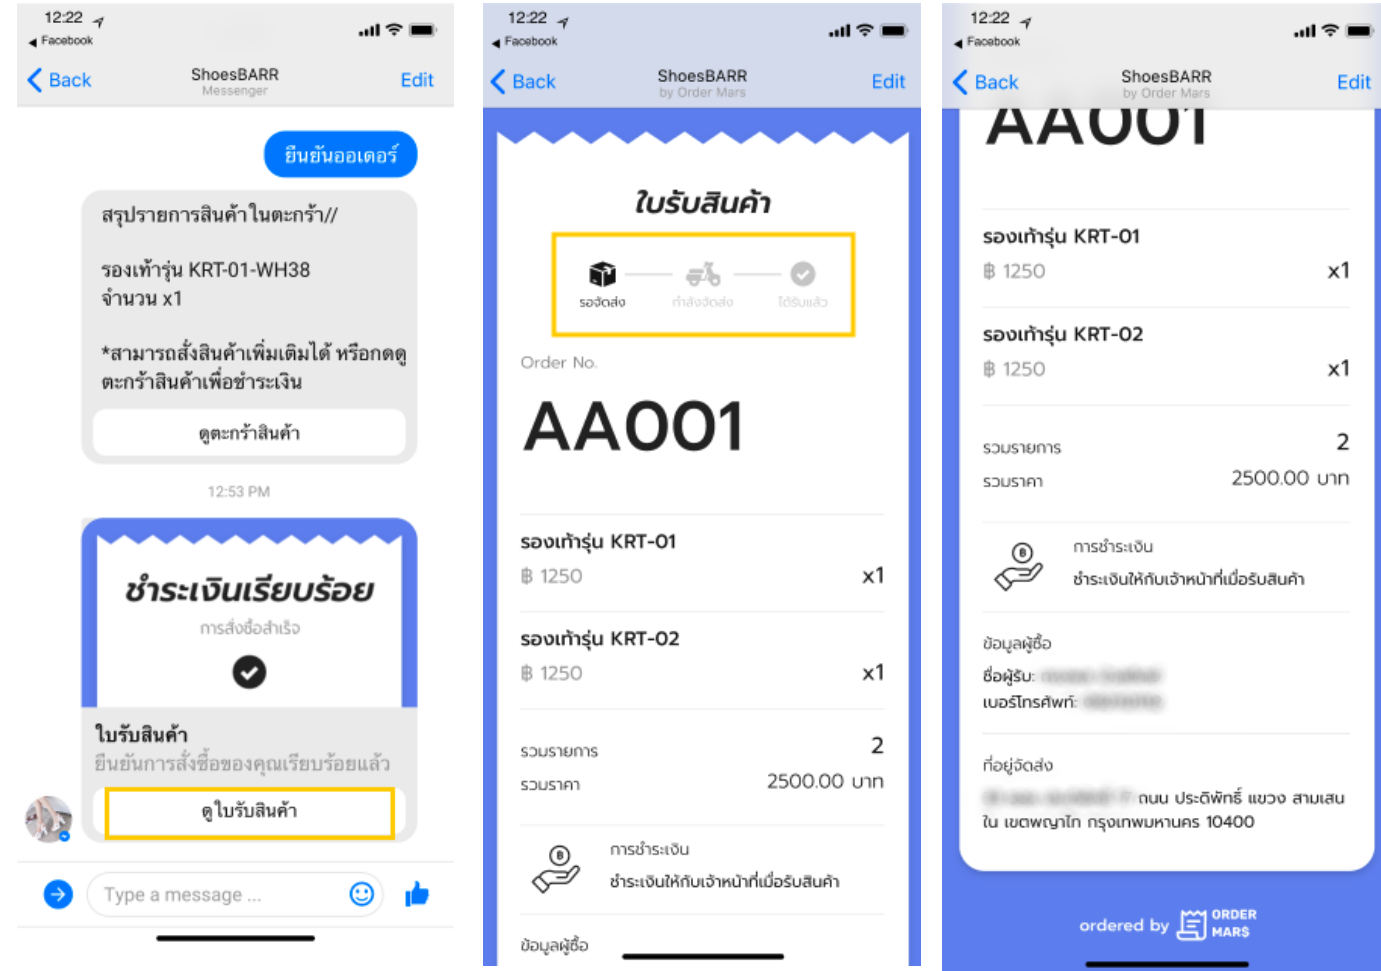 12:22
Facebook
Back
ShoesBARR
Messenger
Edit
ยืนยันออเดอร์
สรุปรายการสินค้าในตะกร้า//
รองเท้ารุ่น KRT-01-WH38
จำนวน x1
*สามารถสั่งสินค้าเพิ่มเติมได้ หรือกดดู
ตะกร้าสินค้าเพื่อชำระเงิน
ดูตะกร้าสินค้า
12:53 PM
ชำระเงินเรียบร้อย
การสั่งซื้อสำเร็จ
ใบรับสินค้า
ยืนยันการสั่งซื้อของคุณเรียบร้อยแล้ว
ดูใบรับสินค้า
Type a message ...
12:22
Facebook
Back
ShoesBARR
by Order Mars
Edit
ใบรับสินค้า
รอจัดส่ง
กำลังจัดส่ง
ได้รับแล้ว
Order No.
AA001
รองเท้ารุ่น KRT-01
฿ 1250
x1
รองเท้ารุ่น KRT-02
฿ 1250
x1
รวมรายการ
2
รวมราคา
2500.00 บาท
การชำระเงิน
ชำระเงินให้กับเจ้าหน้าที่เมื่อรับสินค้า
ข้อมูลผู้ซื้อ
12:22
Facebook
Back
ShoesBARR
by Order Mars
Edit
AA001
รองเท้ารุ่น KRT-01
฿ 1250
x1
รองเท้ารุ่น KRT-02
฿ 1250
x1
รวมรายการ
2
รวมราคา
2500.00 บาท
การชำระเงิน
ชำระเงินให้กับเจ้าหน้าที่เมื่อรับสินค้า
ข้อมูลผู้ซื้อ
ชื่อผู้รับ:
เบอร์โทรศัพท์:
ที่อยู่จัดส่ง
ถนน ประดิพัทธิ์ แขวง สามเสน
ใน เขตพญาไท กรุงเทพมหานคร 10400
ordered by ORDER
MARS